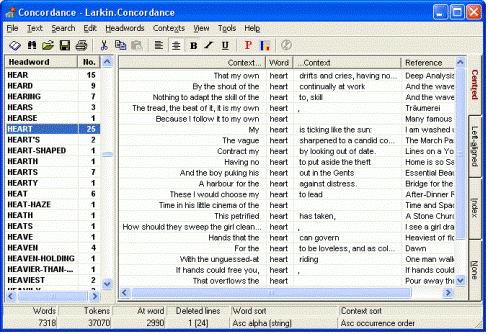 Concordance - Larkin.Concordance
File Text Search Edit Headwords Contexts View Tools Help
B I U P
Headword No. Context... Word ...Context Reference
HEAR 15 That my own heart drifts and cries, having no... Deep Analysis
HEARD 9 By the shout of the heart continually at work And the wave
HEARING 7 Nothing to adapt the skill of the heart to, skill And the wave
HEARS 3 The tread, the beat of it, it is my own heart , Träumerei
HEARSE 1 Because I follow it to my own heart Many famous
HEART 25 My heart is ticking like the sun: I am washed u
HEART'S 2 The vague heart sharpened to a candid co... The March Pa
HEART-SHAPED 1 Contract my heart by looking out of date. Lines on a Yo
HEARTH 1 Having no heart to put aside the theft Home is so Sa
HEARTS 7 And the boy puking his heart out in the Gents Essential Beau
HEARTY 1 A harbour for the heart against distress. Bridge for the
HEAT 6 These I would choose my heart to lead After-Dinner R
HEAT-HAZE 1 Time in his little cinema of the heart Time and Spac
HEATH 1 This petrified heart has taken, A Stone Churc
HEATS 1 How should they sweep the girl clean... heart , I see a girl dra
HEAVE 1 Hands that the heart can govern Heaviest of flo
HEAVEN 4 For the heart to be loveless, and as col... Dawn
HEAVEN-HOLDING 1 With the unguessed-at heart riding One man walk
HEAVIER-THAN-... 1 If hands could free you, heart , If hands could
HEAVIEST 2 That overflows the heart Pour away th
Centred
Left-aligned
Index
None
Words Tokens At word Deleted lines Word sort Context sort
7318 37070 2990 1 [24] Asc alpha (string) Asc occurrence order